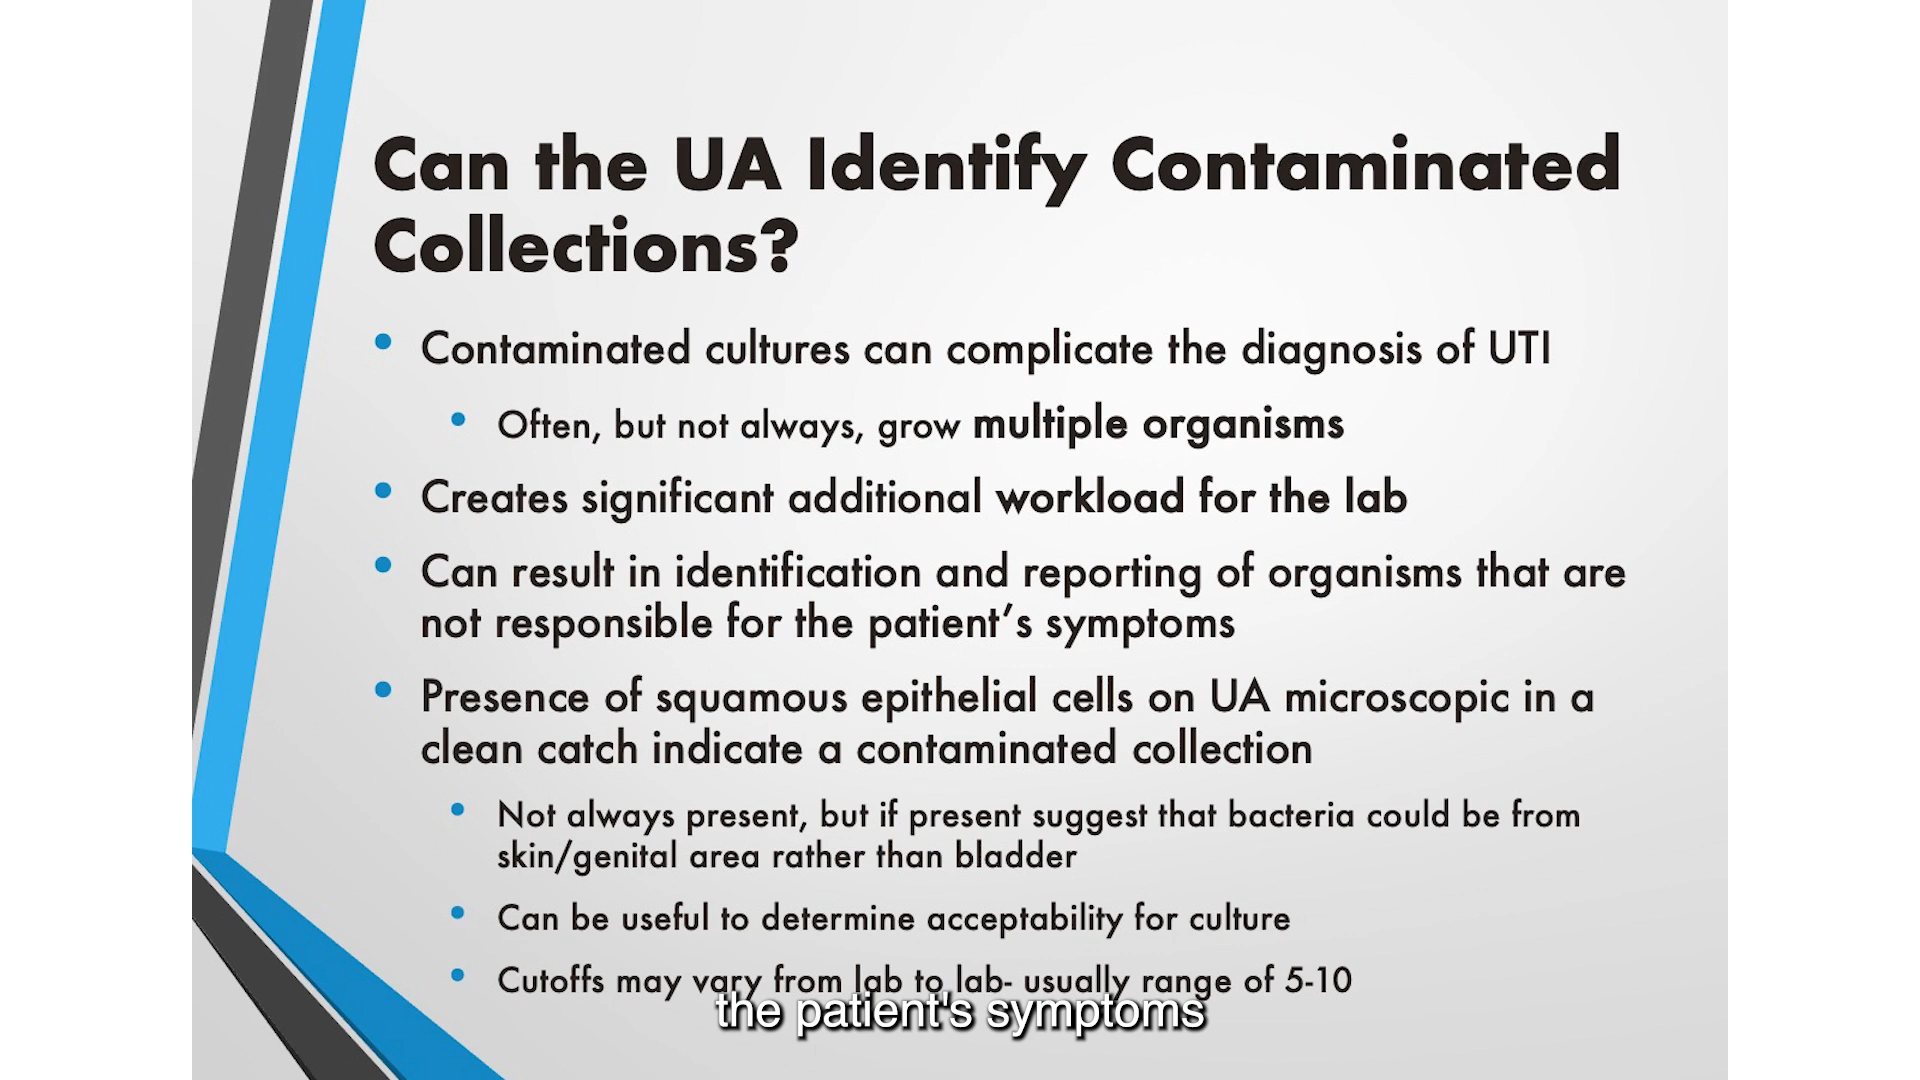 Can the UA Identify Contaminated
Collections?
• Contaminated cultures can complicate the diagnosis of UTI
• Often, but not always, grow multiple organisms
• Creates significant additional workload for the lab
• Can result in identification and reporting of organisms that are
not responsible for the patient’s symptoms
• Presence of squamous epithelial cells on UA microscopic in a
clean catch indicate a contaminated collection
• Not always present, but if present suggest that bacteria could be from
skin/genital area rather than bladder
• Can be useful to determine acceptability for culture
• Cutoffs may vary from lab to lab- usually range of 5-10
the patient's symptoms